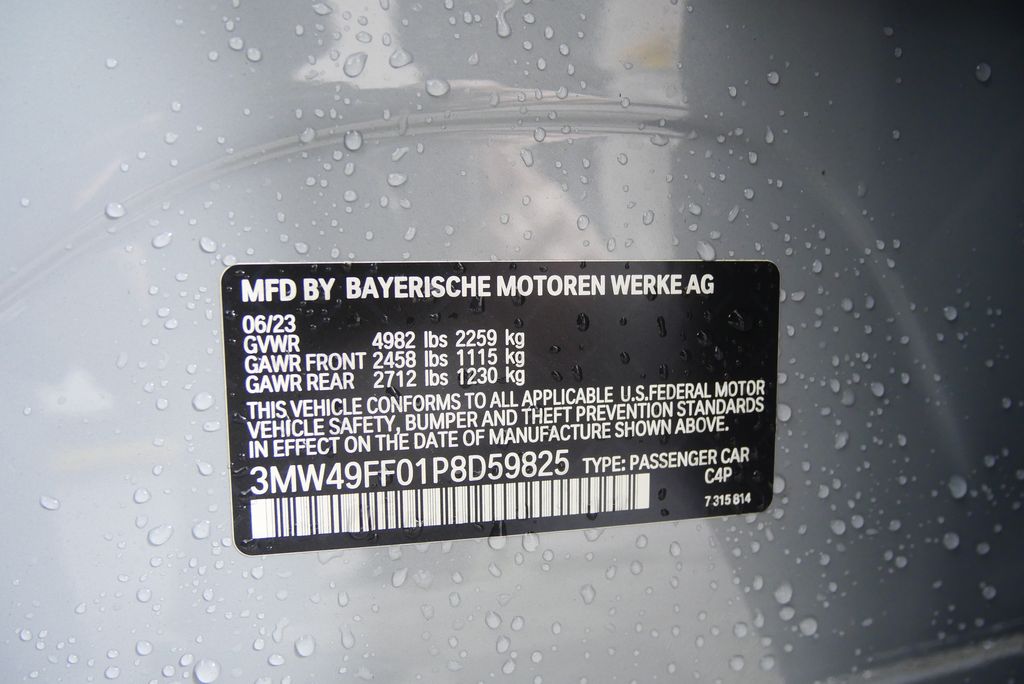 MFD BY BAYERISCHE MOTOREN WERKE AG
06/23
GVWR 4982 lbs 2259 kg
GAWR FRONT 2458 lbs 1115 kg
GAWR REAR 2712 lbs 1230 kg
THIS VEHICLE CONFORMS TO ALL APPLICABLE U.S.FEDERAL MOTOR
VEHICLE SAFETY, BUMPER AND THEFT PREVENTION STANDARDS
IN EFFECT ON THE DATE OF MANUFACTURE SHOWN ABOVE.
3MW49FF01P8D59825 TYPE: PASSENGER CAR
C4P
7 315 814